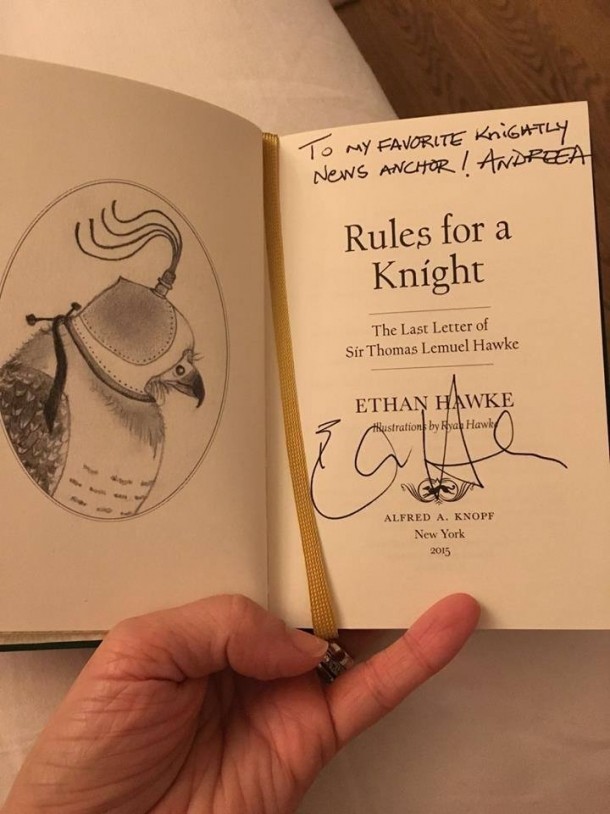 TO MY FAVORITE KNIGHTLY
NEWS ANCHOR! ANDREEA
Rules for a
Knight
The Last Letter of
Sir Thomas Lemuel Hawke
ETHAN HAWKE
Illustrations by Ryan Hawke
ALFRED A. KNOPF
New York
2015